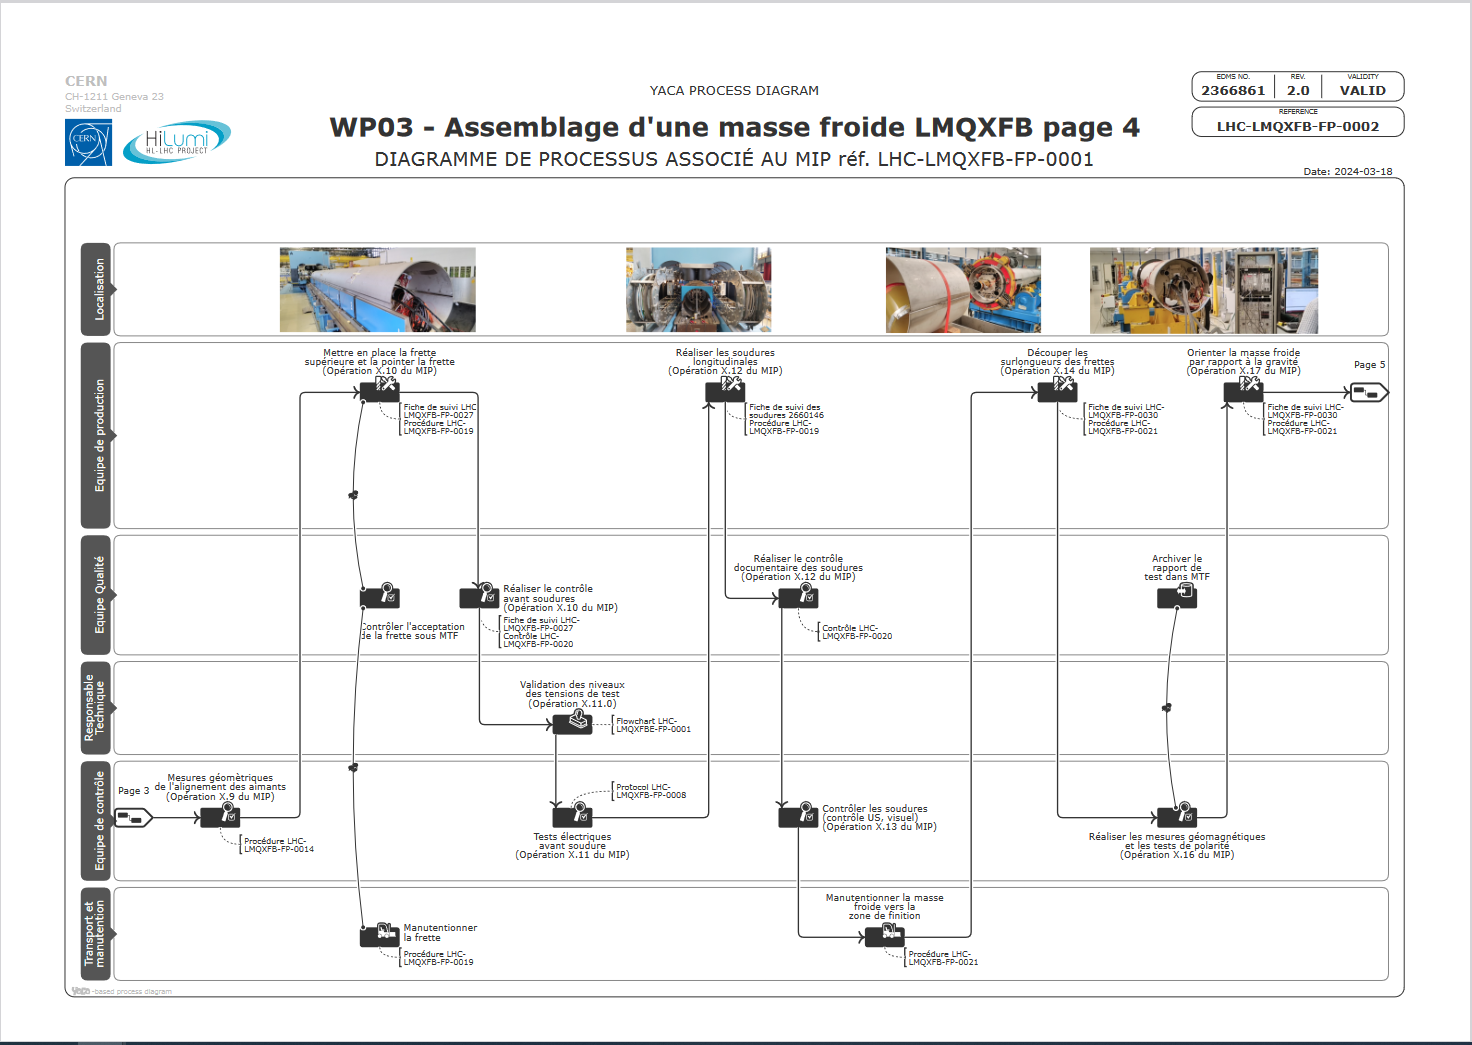 CERN
CH-1211 Geneva 23
Switzerland
CERN
HiLumi
HL-LHC PROJECT
YACA PROCESS DIAGRAM
WP03 - Assemblage d'une masse froide LMQXFB page 4
DIAGRAMME DE PROCESSUS ASSOCIÉ AU MIP réf. LHC-LMQXFB-FP-0001
EDMS NO.
REV.
VALIDITY
2366861
2.0
VALID
REFERENCE
LHC-LMQXFB-FP-0002
Date: 2024-03-18
Localisation
Equipe de production
Mettre en place la frette
supérieure et la pointer la frette
(Opération X.10 du MIP)
Fiche de suivi LHC
LMQXFB-FP-0027
Procédure LHC-
LMQXFB-FP-0019
Réaliser les soudures
longitudinales
(Opération X.12 du MIP)
Fiche de suivi des
soudures 2660146
Procédure LHC-
LMQXFB-FP-0019
Découper les
surlongueurs des frettes
(Opération X.14 du MIP)
Fiche de suivi LHC-
LMQXFB-FP-0030
Procédure LHC-
LMQXFB-FP-0021
Orienter la masse froide
par rapport à la gravité
(Opération X.17 du MIP)
Fiche de suivi LHC-
LMQXFB-FP-0030
Procédure LHC-
LMQXFB-FP-0021
Page 5
Equipe Qualité
Contrôler l'acceptation
de la frette sous MTF
Réaliser le contrôle
avant soudures
(Opération X.10 du MIP)
Fiche de suivi LHC-
LMQXFB-FP-0027
Contrôle LHC-
LMQXFB-FP-0020
Réaliser le contrôle
documentaire des soudures
(Opération X.12 du MIP)
Contrôle LHC-
LMQXFB-FP-0020
Archiver le
rapport de
test dans MTF
Responsable
Technique
Validation des niveaux
des tensions de test
(Opération X.11.0)
Flowchart LHC-
LMQXFBE-FP-0001
Equipe de contrôle
Page 3
Mesures géomètriques
de l'alignement des aimants
(Opération X.9 du MIP)
Procédure LHC-
LMQXFB-FP-0014
Protocol LHC-
LMQXFB-FP-0008
Tests électriques
avant soudure
(Opération X.11 du MIP)
Contrôler les soudures
(contrôle US, visuel)
(Opération X.13 du MIP)
Réaliser les mesures géomagnétiques
et les tests de polarité
(Opération X.16 du MIP)
Transport et
manutention
Manutentionner
la frette
Procédure LHC-
LMQXFB-FP-0019
Manutentionner la masse
froide vers la
zone de finition
Procédure LHC-
LMQXFB-FP-0021
yaca -based process diagram